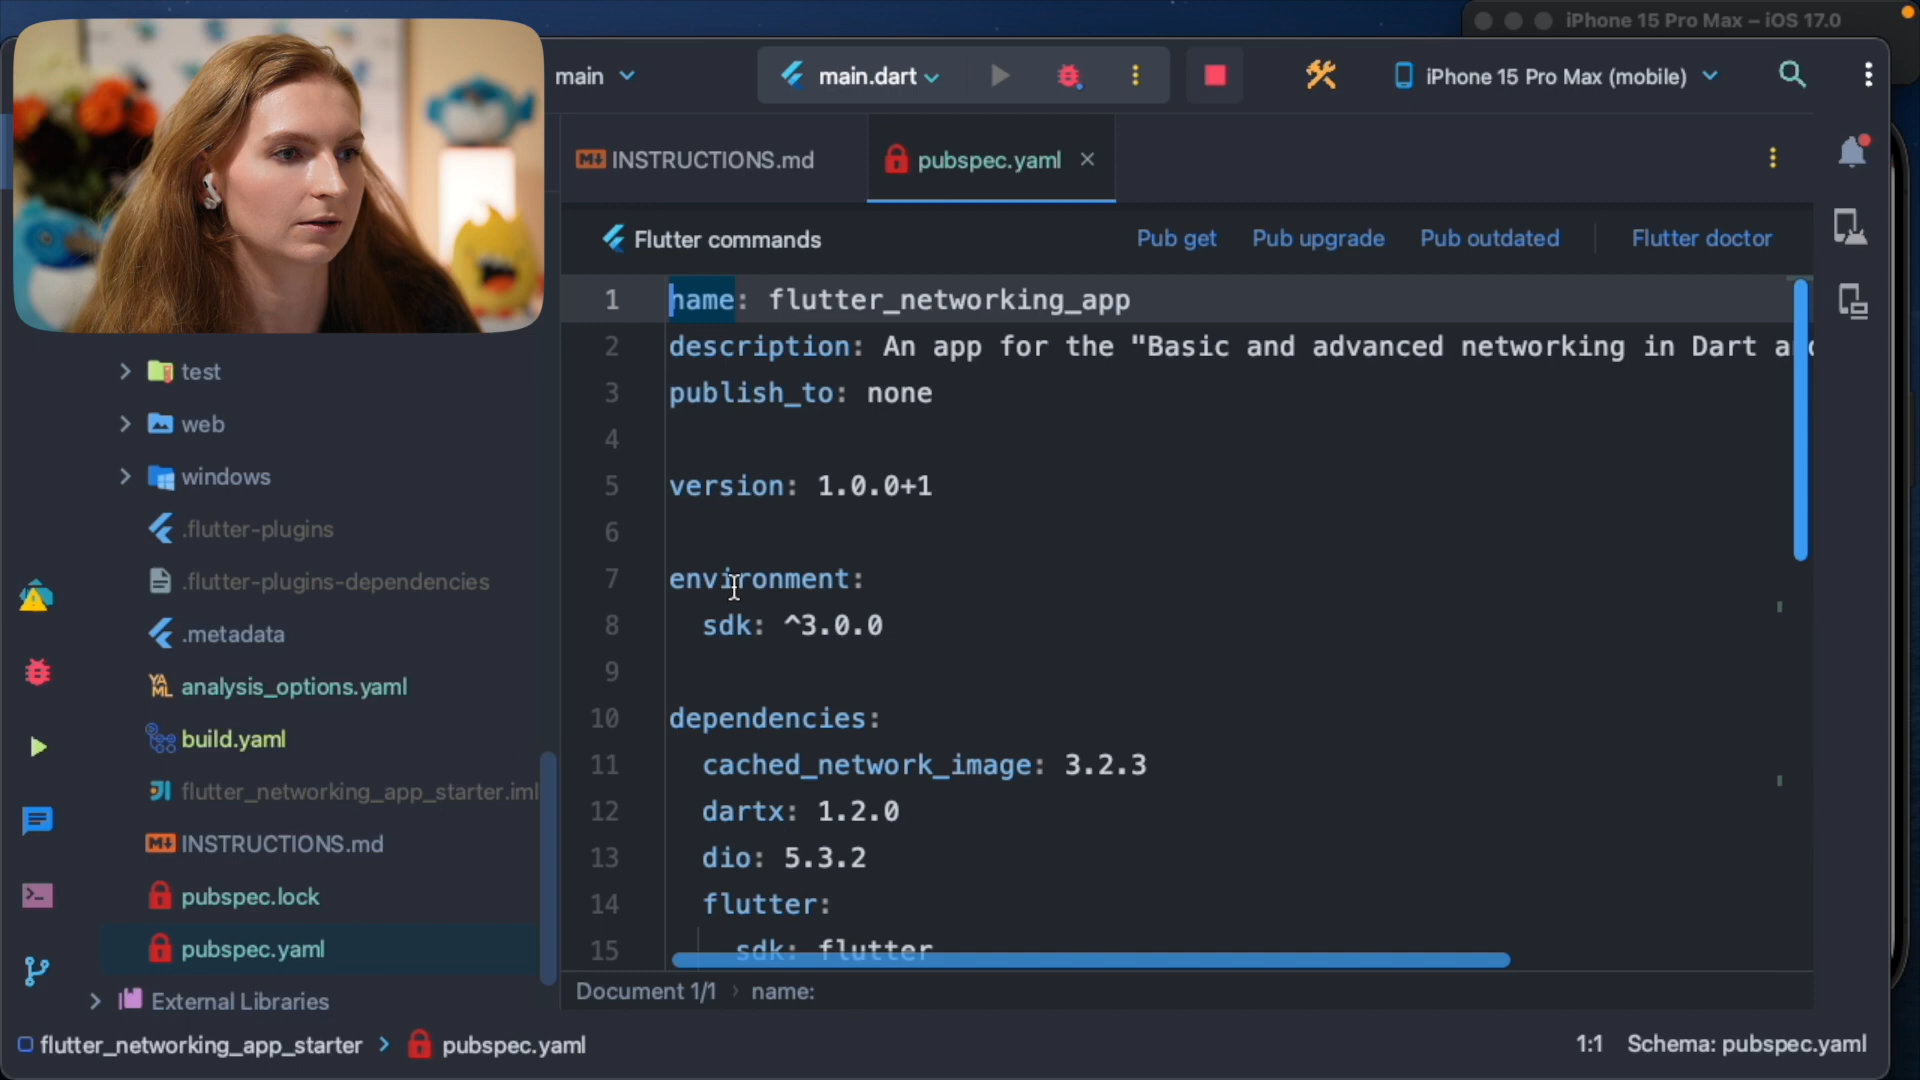 iPhone 15 Pro Max – iOS 17.0
main
main.dart
iPhone 15 Pro Max (mobile)
INSTRUCTIONS.md
pubspec.yaml
Flutter commands
Pub get
Pub upgrade
Pub outdated
Flutter doctor
1 name: flutter_networking_app
2 description: An app for the "Basic and advanced networking in Dart
3 publish_to: none
4
5 version: 1.0.0+1
6
7 environment:
8 sdk: ^3.0.0
9
10 dependencies:
11 cached_network_image: 3.2.3
12 dartx: 1.2.0
13 dio: 5.3.2
14 flutter:
15 sdk: flutter
Document 1/1 › name:
test
web
windows
.flutter-plugins
.flutter-plugins-dependencies
.metadata
analysis_options.yaml
build.yaml
flutter_networking_app_starter.iml
INSTRUCTIONS.md
pubspec.lock
pubspec.yaml
External Libraries
flutter_networking_app_starter › pubspec.yaml
1:1
Schema: pubspec.yaml